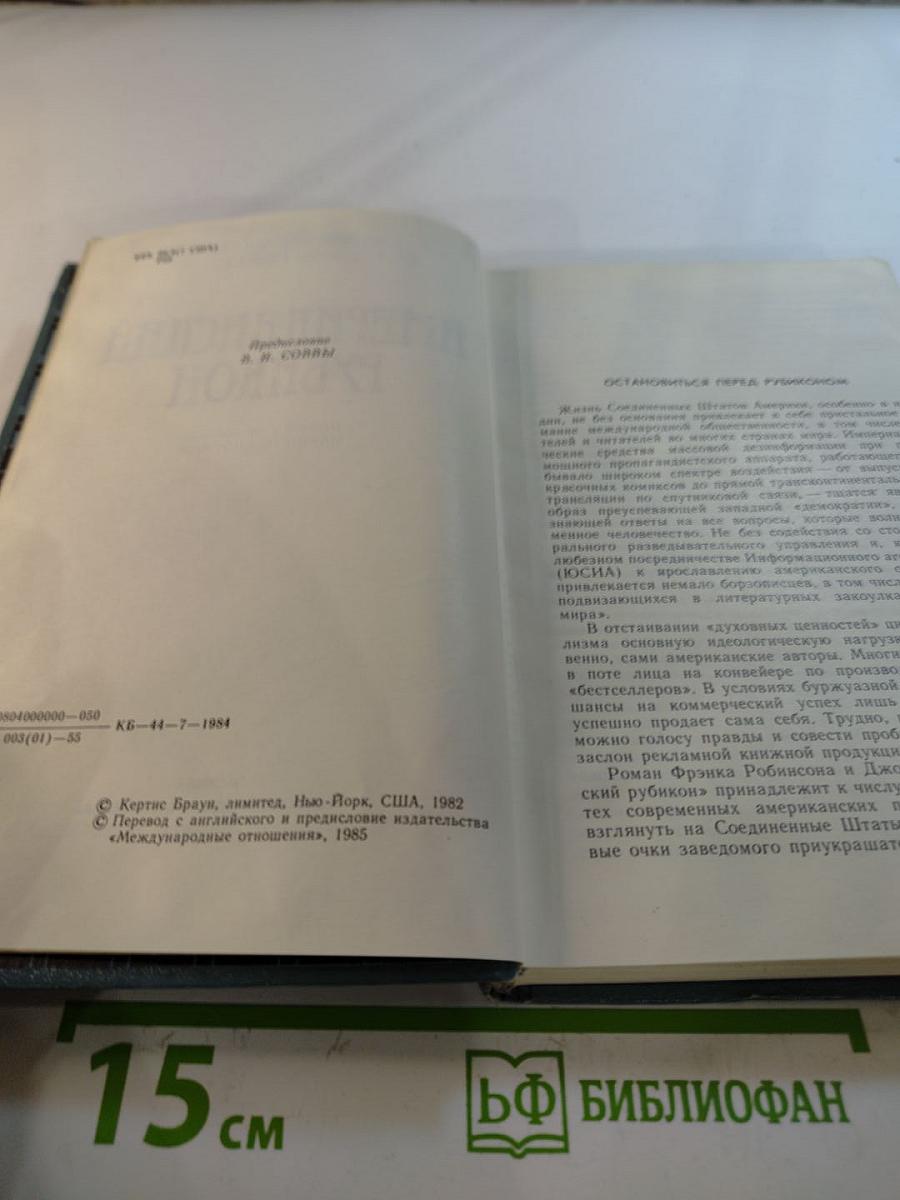 Предисловие
В. И. СОВВЫ
0804000000—050
003(01)—55
КБ—44—7—1984
© Кертис Браун, лимитед, Нью-Йорк, США, 1982
© Перевод с английского и предисловие издательства
«Международные отношения», 1985
ОСТАНОВИТЬСЯ ПЕРЕД РУБИКОНОМ
Жизнь Соединенных Штатов Америки, особенно в
дни, не без основания привлекает к себе пристальное
мание международной общественности, в том числе
телей и читателей во многих странах мира. Империа
ческие средства массовой дезинформации при
мощного пропагандистского аппарата, работающег
бывало широком спектре воздействия — от выпус
красочных комиксов до прямой трансконтиненталь
трансляции по спутниковой связи, — тщатся яв
образ преуспевающей западной «демократии»,
знающей ответы на все вопросы, которые волн
менное человечество. Не без содействия со сто
рального разведывательного управления и,
любезном посредничестве Информационного аг
(ЮСИА) к прославлению американского о
привлекается немало борзописцев, в том числ
подвизающихся в литературных закоулка
мира».
В отстаивании «духовных ценностей» ци
лизма основную идеологическую нагрузк
венно, сами американские авторы. Многи
в поте лица на конвейере по произво
«бестселлеров». В условиях буржуазной
шансы на коммерческий успех лишь
успешно продает сама себя. Трудно,
можно голосу правды и совести проб
заслон рекламной книжной продукци
Роман Фрэнка Робинсона и Джо
ский рубикон» принадлежит к числу
тех современных американских п
взглянуть на Соединенные Штаты
вые очки заведомого приукрашат
15 см
ЬФ БИБЛИОФАН